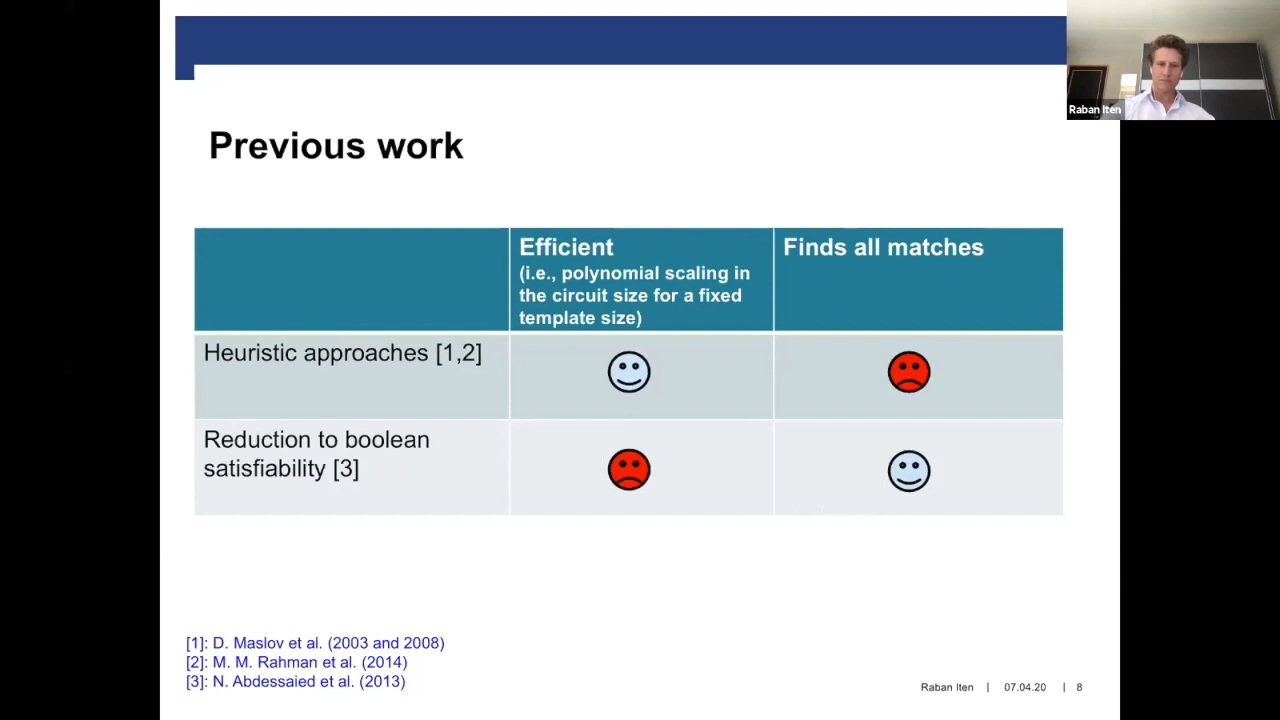 Raban Iten
Previous work
Efficient
(i.e., polynomial scaling in
the circuit size for a fixed
template size)
Finds all matches
Heuristic approaches [1,2]
Reduction to boolean
satisfiability [3]
[1]: D. Maslov et al. (2003 and 2008)
[2]: M. M. Rahman et al. (2014)
[3]: N. Abdessaied et al. (2013)
Raban Iten | 07.04.20 | 8